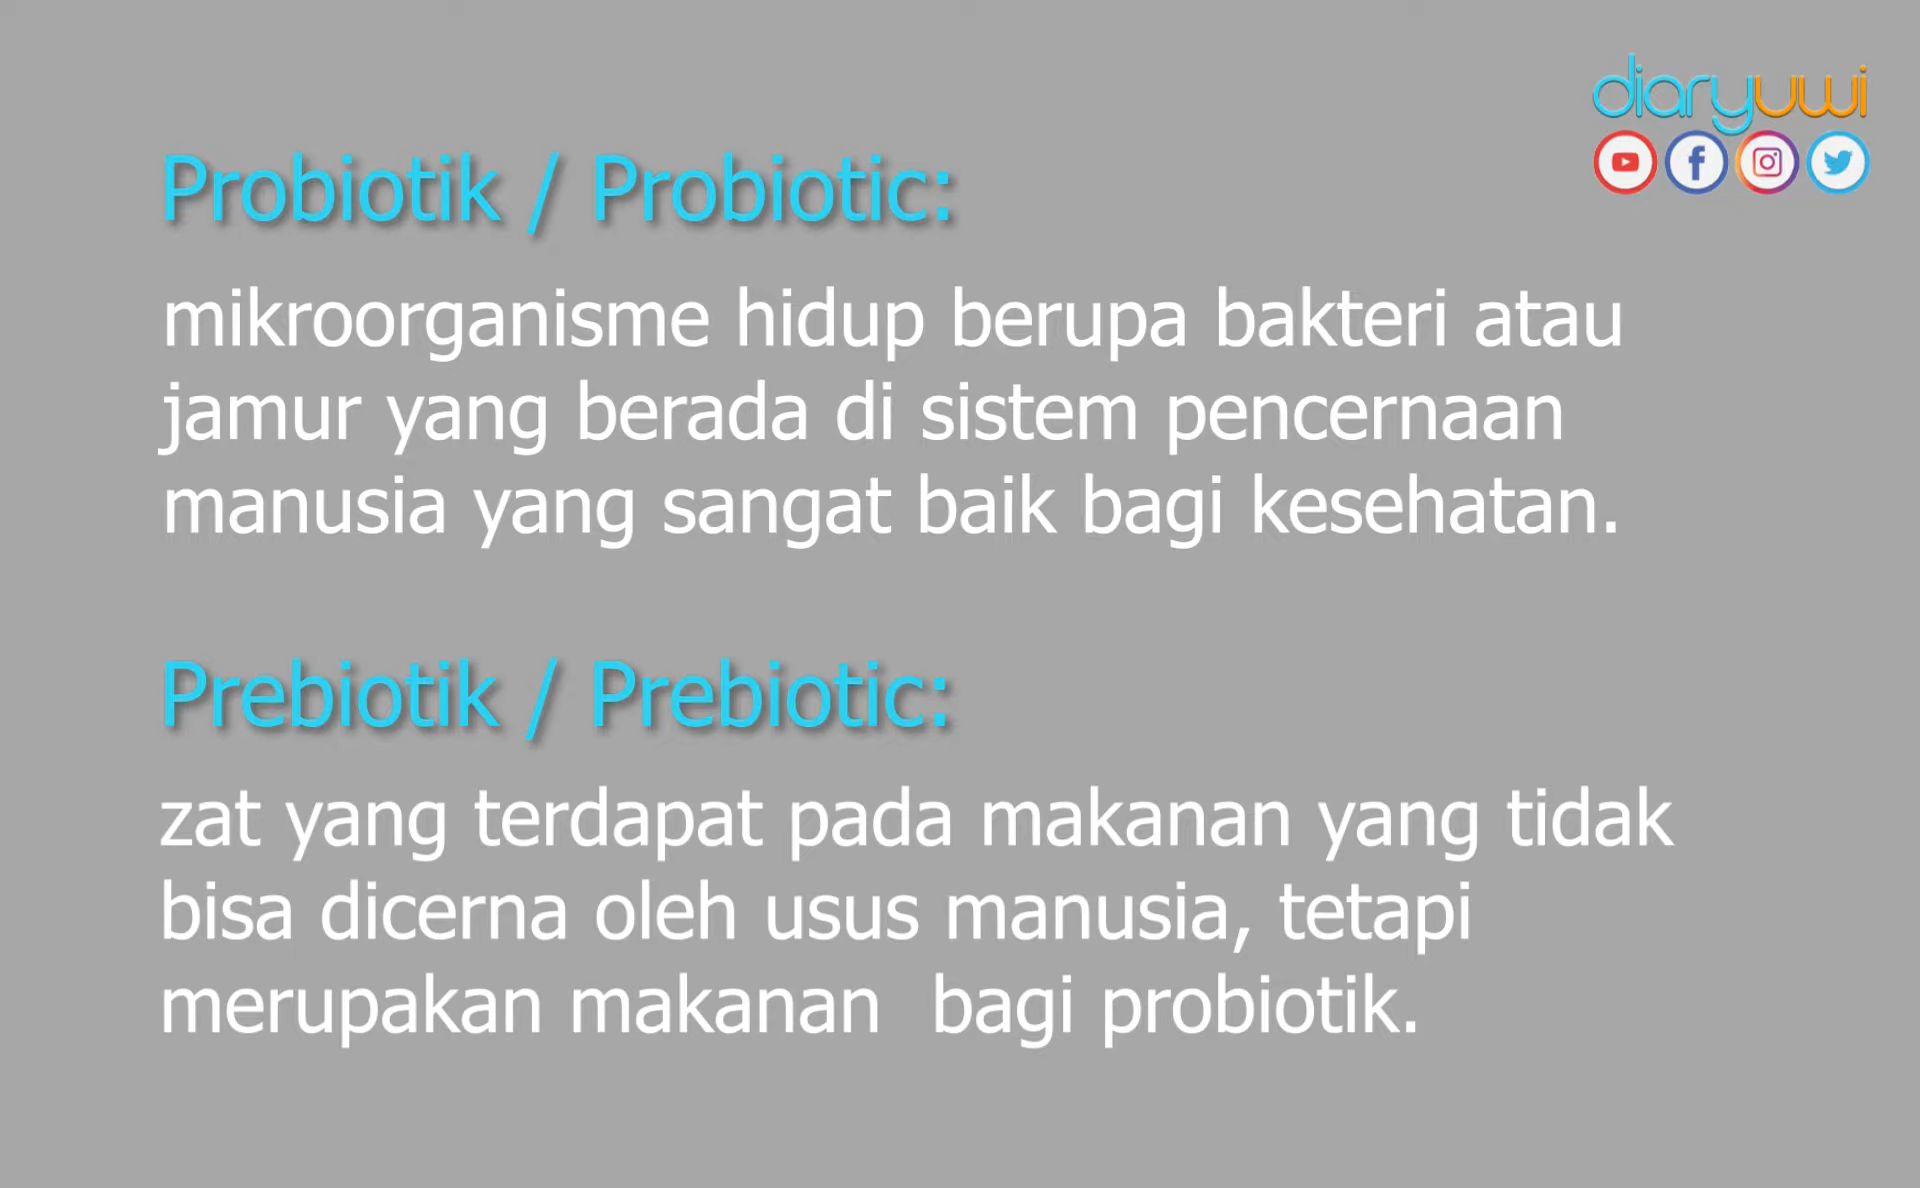 diaryuwi
Probiotik / Probiotic:
mikroorganisme hidup berupa bakteri atau
jamur yang berada di sistem pencernaan
manusia yang sangat baik bagi kesehatan.
Prebiotik / Prebiotic:
zat yang terdapat pada makanan yang tidak
bisa dicerna oleh usus manusia, tetapi
merupakan makanan  bagi probiotik.